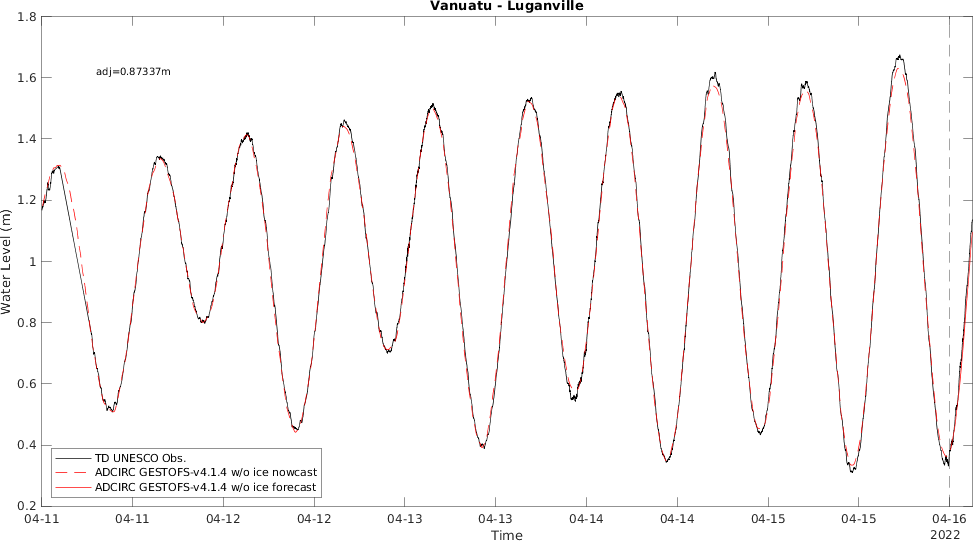 Vanuatu - Luganville
1.8
1.6
1.4
1.2
1
0.8
0.6
0.4
0.2
Water Level (m)
adj=0.87337m
TD UNESCO Obs.
ADCIRC GESTOFS-v4.1.4 w/o ice nowcast
ADCIRC GESTOFS-v4.1.4 w/o ice forecast
04-11 04-11 04-12 04-12 04-13 04-13 04-14 04-14 04-15 04-15 04-16
Time
2022